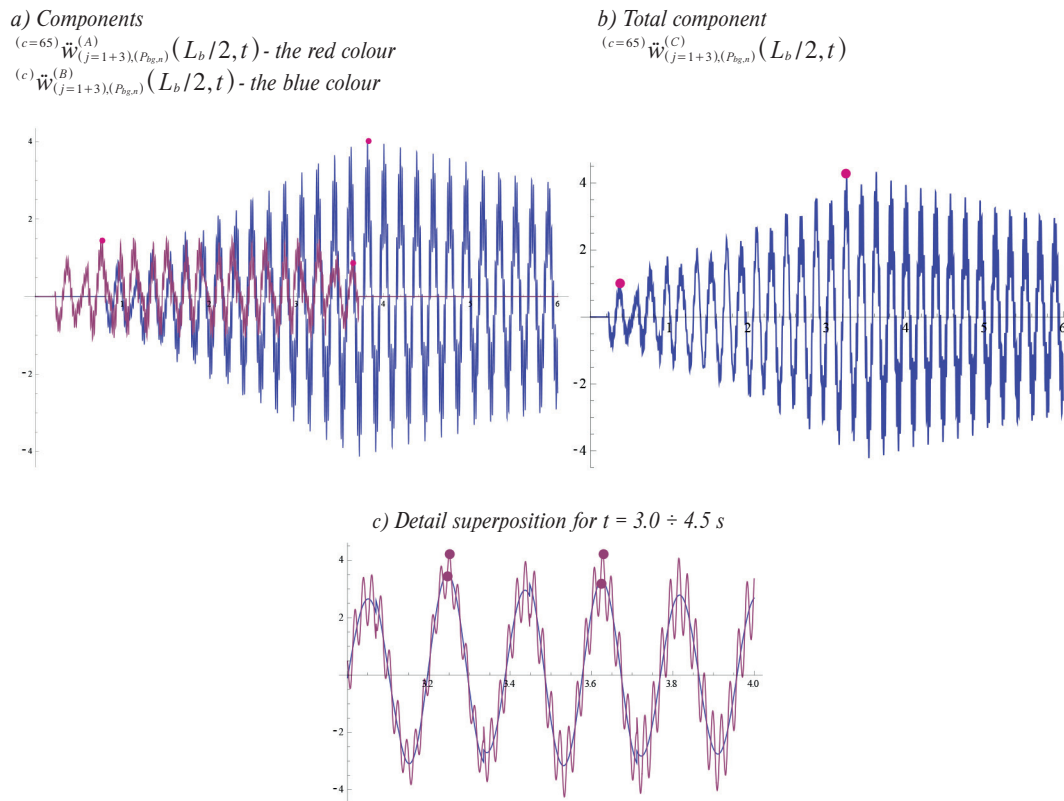 a) Components
(c=65) ẅ (A) (j=1+3),(Pbg,n) (Lb/2,t) - the red colour
(c) ẅ (B) (j=1+3),(Pbg,n) (Lb/2,t) - the blue colour
b) Total component
(c=65) ẅ (C) (j=1+3),(Pbg,n) (Lb/2,t)
4
2
-2
-4
1 2 3 4 5 6
4
2
-2
-4
1 2 3 4 5 6
c) Detail superposition for t = 3.0 ÷ 4.5 s
4
2
-2
-4
3.2 3.4 3.6 3.8 4.0